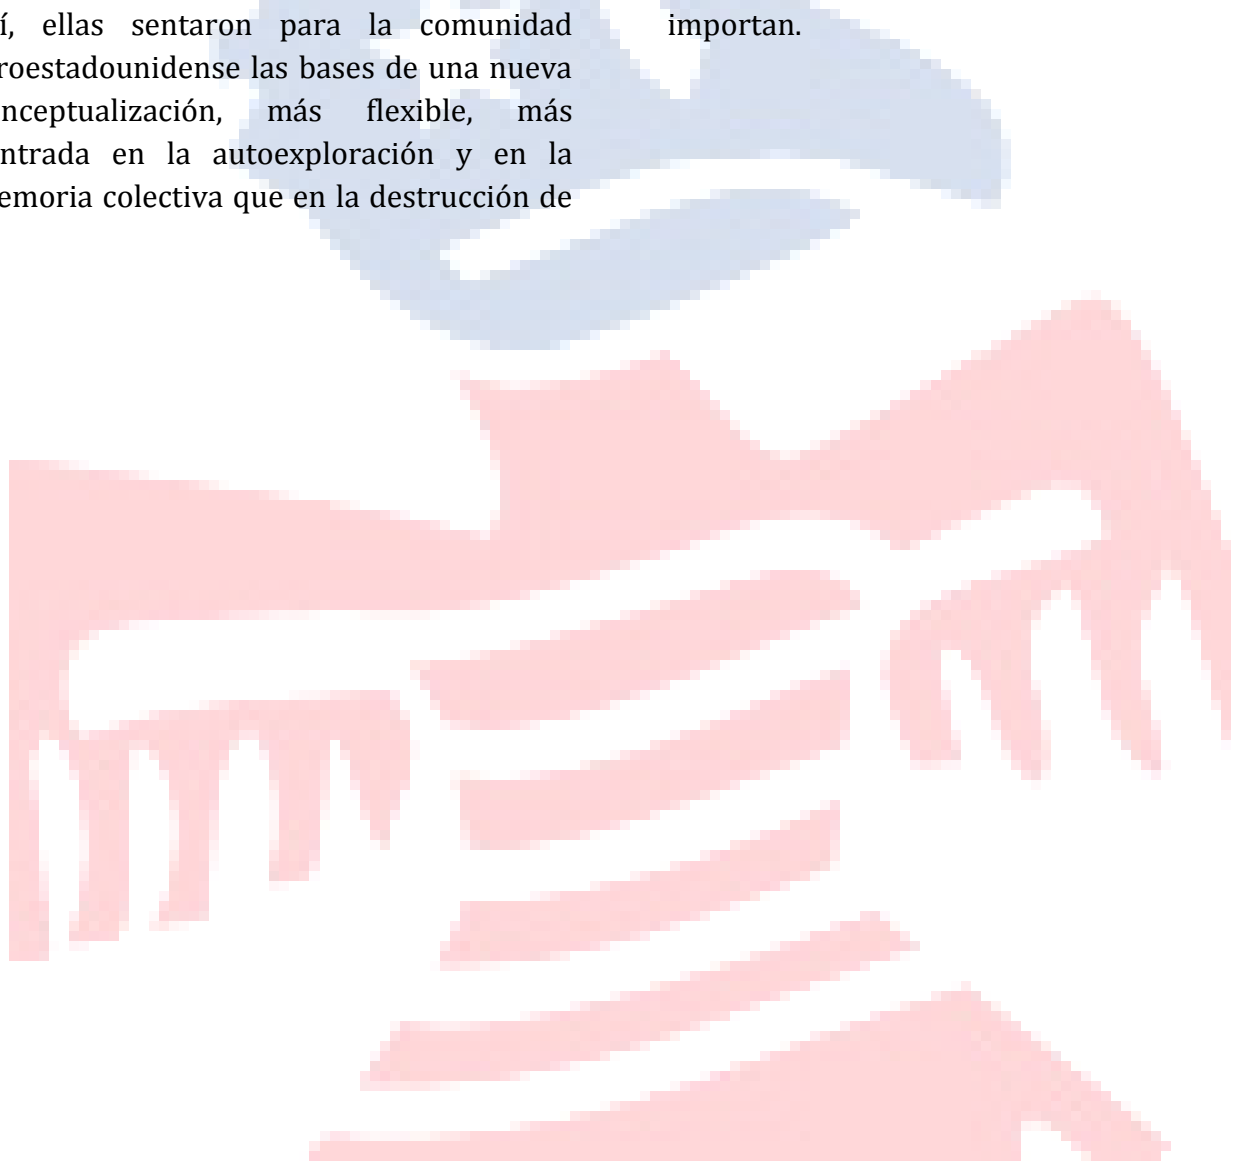 í, ellas sentaron para la comunidad
roestadounidense las bases de una nueva
nceptualización, más flexible, más
ntrada en la autoexploración y en la
emoria colectiva que en la destrucción de
importan.